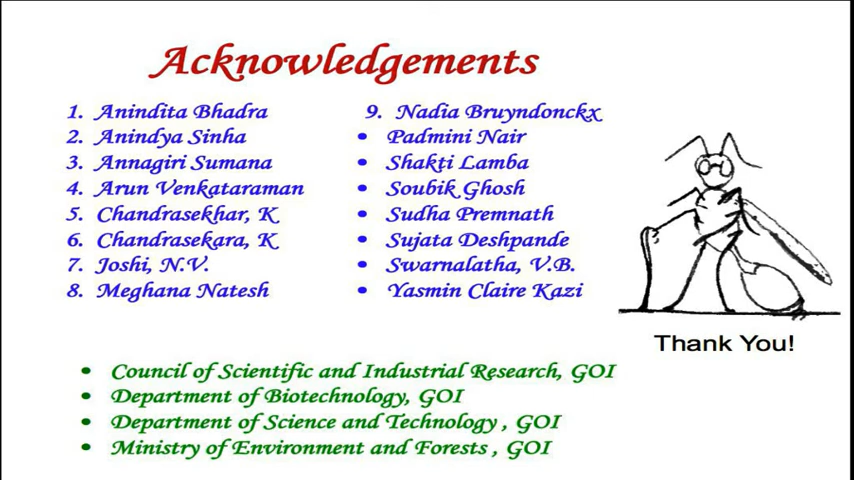 Acknowledgements
1. Anindita Bhadra
2. Anindya Sinha
3. Annagiri Sumana
4. Arun Venkataraman
5. Chandrasekhar, K
6. Chandrasekara, K
7. Joshi, N.V.
8. Meghana Natesh
9. Nadia Bruyndonckx
• Padmini Nair
• Shakti Lamba
• Soubik Ghosh
• Sudha Premnath
• Sujata Deshpande
• Swarnalatha, V.B.
• Yasmin Claire Kazi
Thank You!
• Council of Scientific and Industrial Research, GOI
• Department of Biotechnology, GOI
• Department of Science and Technology , GOI
• Ministry of Environment and Forests , GOI